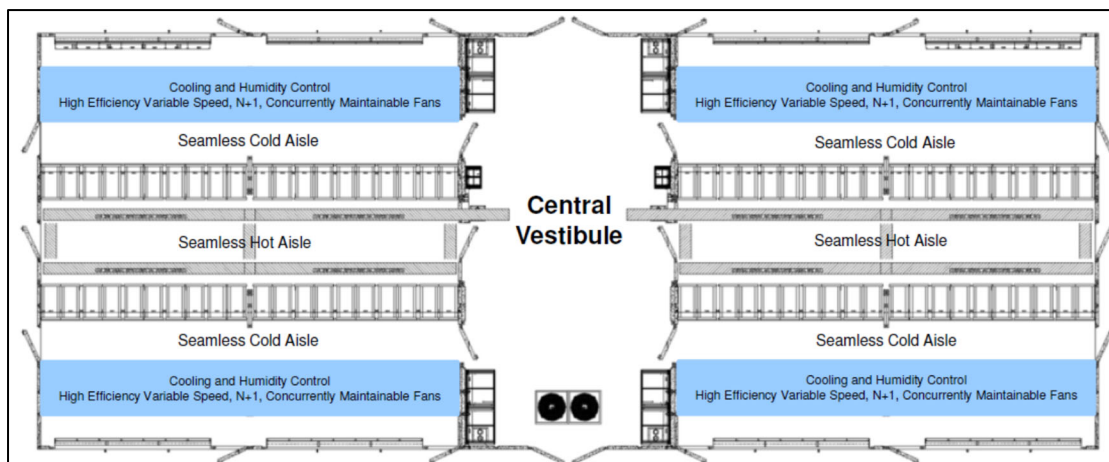 Cooling and Humidity Control
High Efficiency Variable Speed, N+1, Concurrently Maintainable Fans
Cooling and Humidity Control
High Efficiency Variable Speed, N+1, Concurrently Maintainable Fans
Seamless Cold Aisle
Seamless Cold Aisle
Central
Vestibule
Seamless Hot Aisle
Seamless Hot Aisle
Seamless Cold Aisle
Seamless Cold Aisle
Cooling and Humidity Control
High Efficiency Variable Speed, N+1, Concurrently Maintainable Fans
Cooling and Humidity Control
High Efficiency Variable Speed, N+1, Concurrently Maintainable Fans